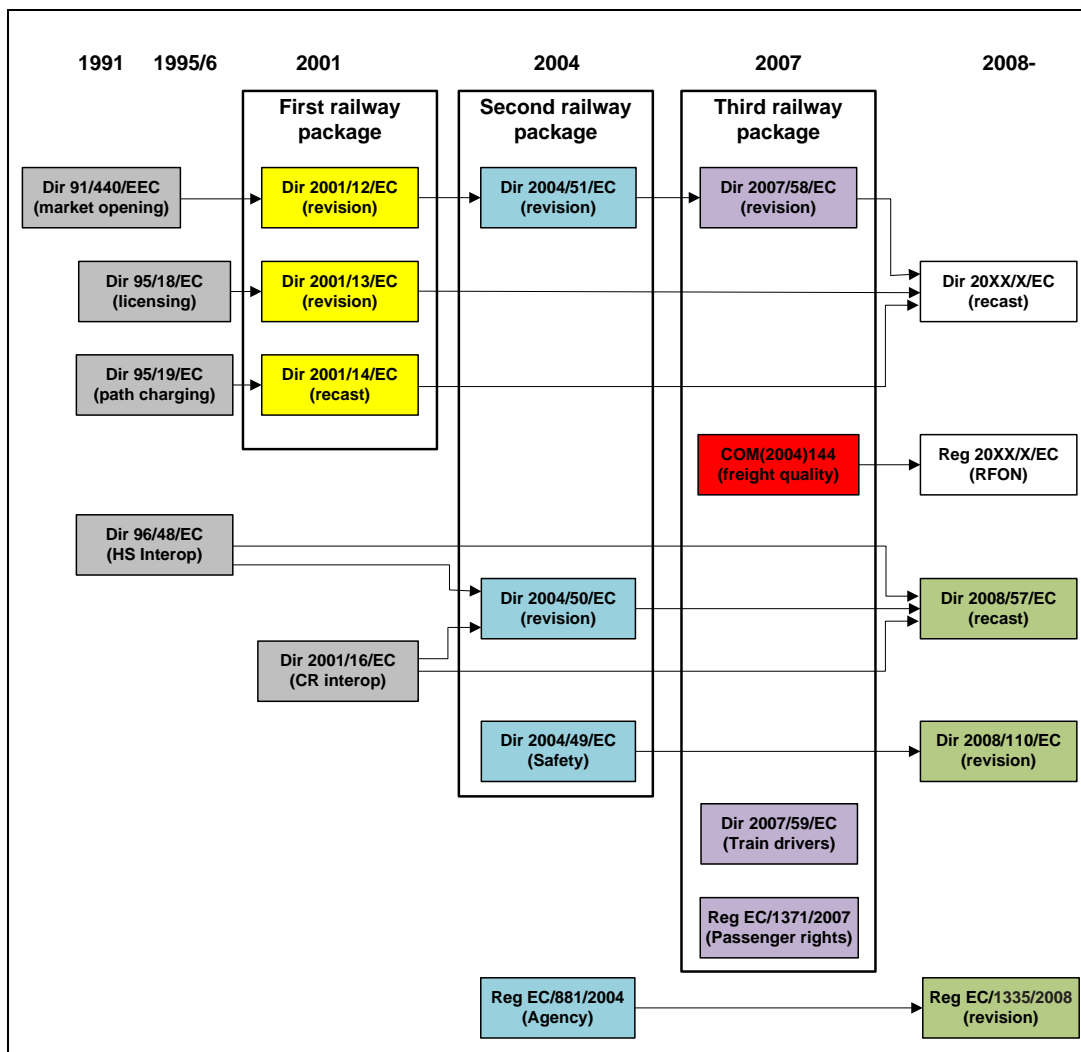 1991 1995/6 2001 2004 2007 2008-
First railway
package
Second railway
package
Third railway
package
Dir 91/440/EEC
(market opening)
Dir 2001/12/EC
(revision)
Dir 2004/51/EC
(revision)
Dir 2007/58/EC
(revision)
Dir 95/18/EC
(licensing)
Dir 2001/13/EC
(revision)
Dir 20XX/X/EC
(recast)
Dir 95/19/EC
(path charging)
Dir 2001/14/EC
(recast)
COM(2004)144
(freight quality)
Reg 20XX/X/EC
(RFON)
Dir 96/48/EC
(HS Interop)
Dir 2004/50/EC
(revision)
Dir 2008/57/EC
(recast)
Dir 2001/16/EC
(CR interop)
Dir 2004/49/EC
(Safety)
Dir 2008/110/EC
(revision)
Dir 2007/59/EC
(Train drivers)
Reg EC/1371/2007
(Passenger rights)
Reg EC/881/2004
(Agency)
Reg EC/1335/2008
(revision)